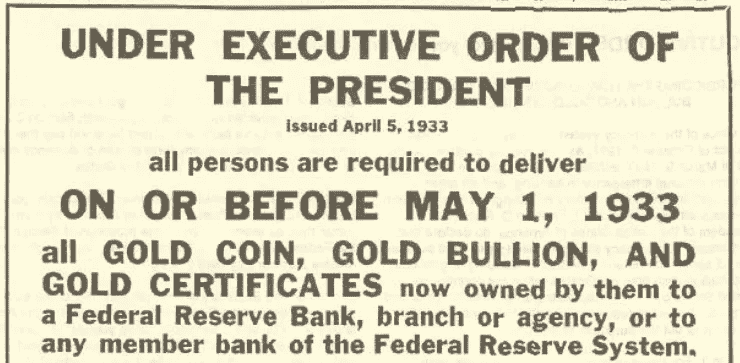 UNDER EXECUTIVE ORDER OF
THE PRESIDENT
issued April 5, 1933
all persons are required to deliver
ON OR BEFORE MAY 1, 1933
all GOLD COIN, GOLD BULLION, AND
GOLD CERTIFICATES now owned by them to
a Federal Reserve Bank, branch or agency, or to
any member bank of the Federal Reserve System.